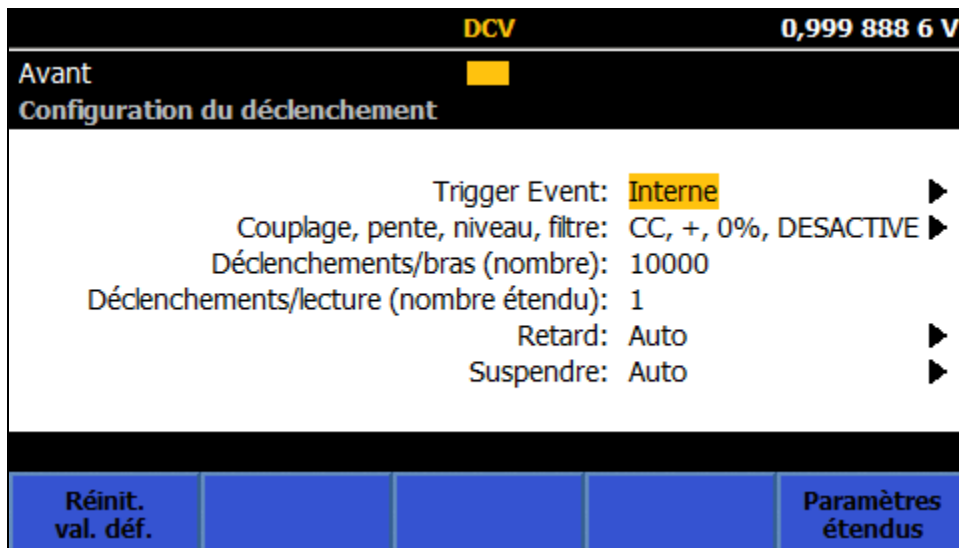 DCV 0,999 888 6 V
Avant
Configuration du déclenchement
Trigger Event: Interne
Couplage, pente, niveau, filtre: CC, +, 0%, DESACTIVE
Déclenchements/bras (nombre): 10000
Déclenchements/lecture (nombre étendu): 1
Retard: Auto
Suspendre: Auto
Réinit. val. déf.
Paramètres étendus